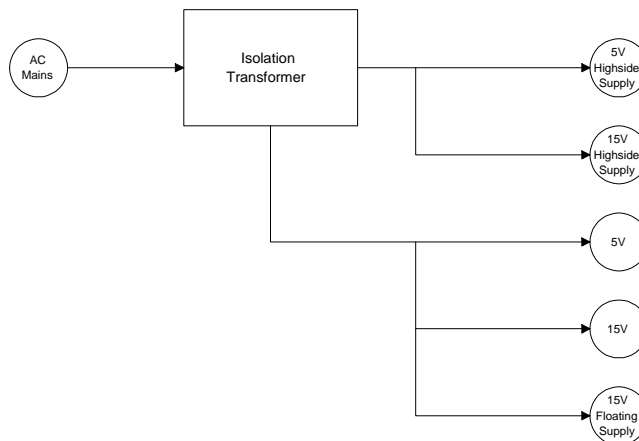 AC
Mains
Isolation
Transformer
5V
Highside
Supply
15V
Highside
Supply
5V
15V
15V
Floating
Supply